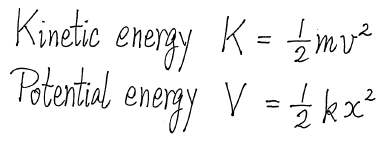 Kinetic energy K = ½mv²
Potential energy V = ½kx²